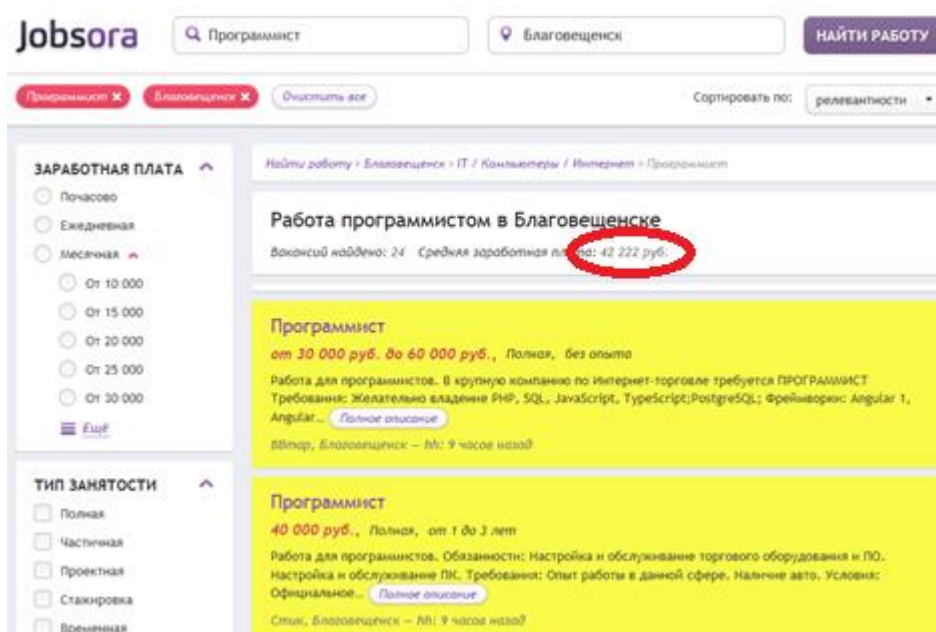 Jobsora
Программист
Благовещенск
НАЙТИ РАБОТУ
Программист ×
Благовещенск ×
Очистить все
Сортировать по:
релевантности
ЗАРАБОТНАЯ ПЛАТА
Почасово
Ежедневная
Месячная
От 10 000
От 15 000
От 20 000
От 25 000
От 30 000
Ещё
ТИП ЗАНЯТОСТИ
Полная
Частичная
Проектная
Стажировка
Временная
Найти работу › Благовещенск › IT / Компьютеры / Интернет › Программист
Работа программистом в Благовещенске
Вакансий найдено: 24 Средняя заработная плата: 42 222 руб.
Программист
от 30 000 руб. до 60 000 руб., Полная, без опыта
Работа для программистов. В крупную компанию по Интернет-торговле требуется ПРОГРАММИСТ
Требования: Желательно владение PHP, SQL, JavaScript, TypeScript;PostgreSQL; Фреймворки: Angular 1,
Angular... Полное описание
Благовещенск — hh: 9 часов назад
Программист
40 000 руб., Полная, от 1 до 3 лет
Работа для программистов. Обязанности: Настройка и обслуживание торгового оборудования и ПО.
Настройка и обслуживание ПК. Требования: Опыт работы в данной сфере. Наличие авто. Условия:
Официальное... Полное описание
Стик, Благовещенск — hh: 9 часов назад